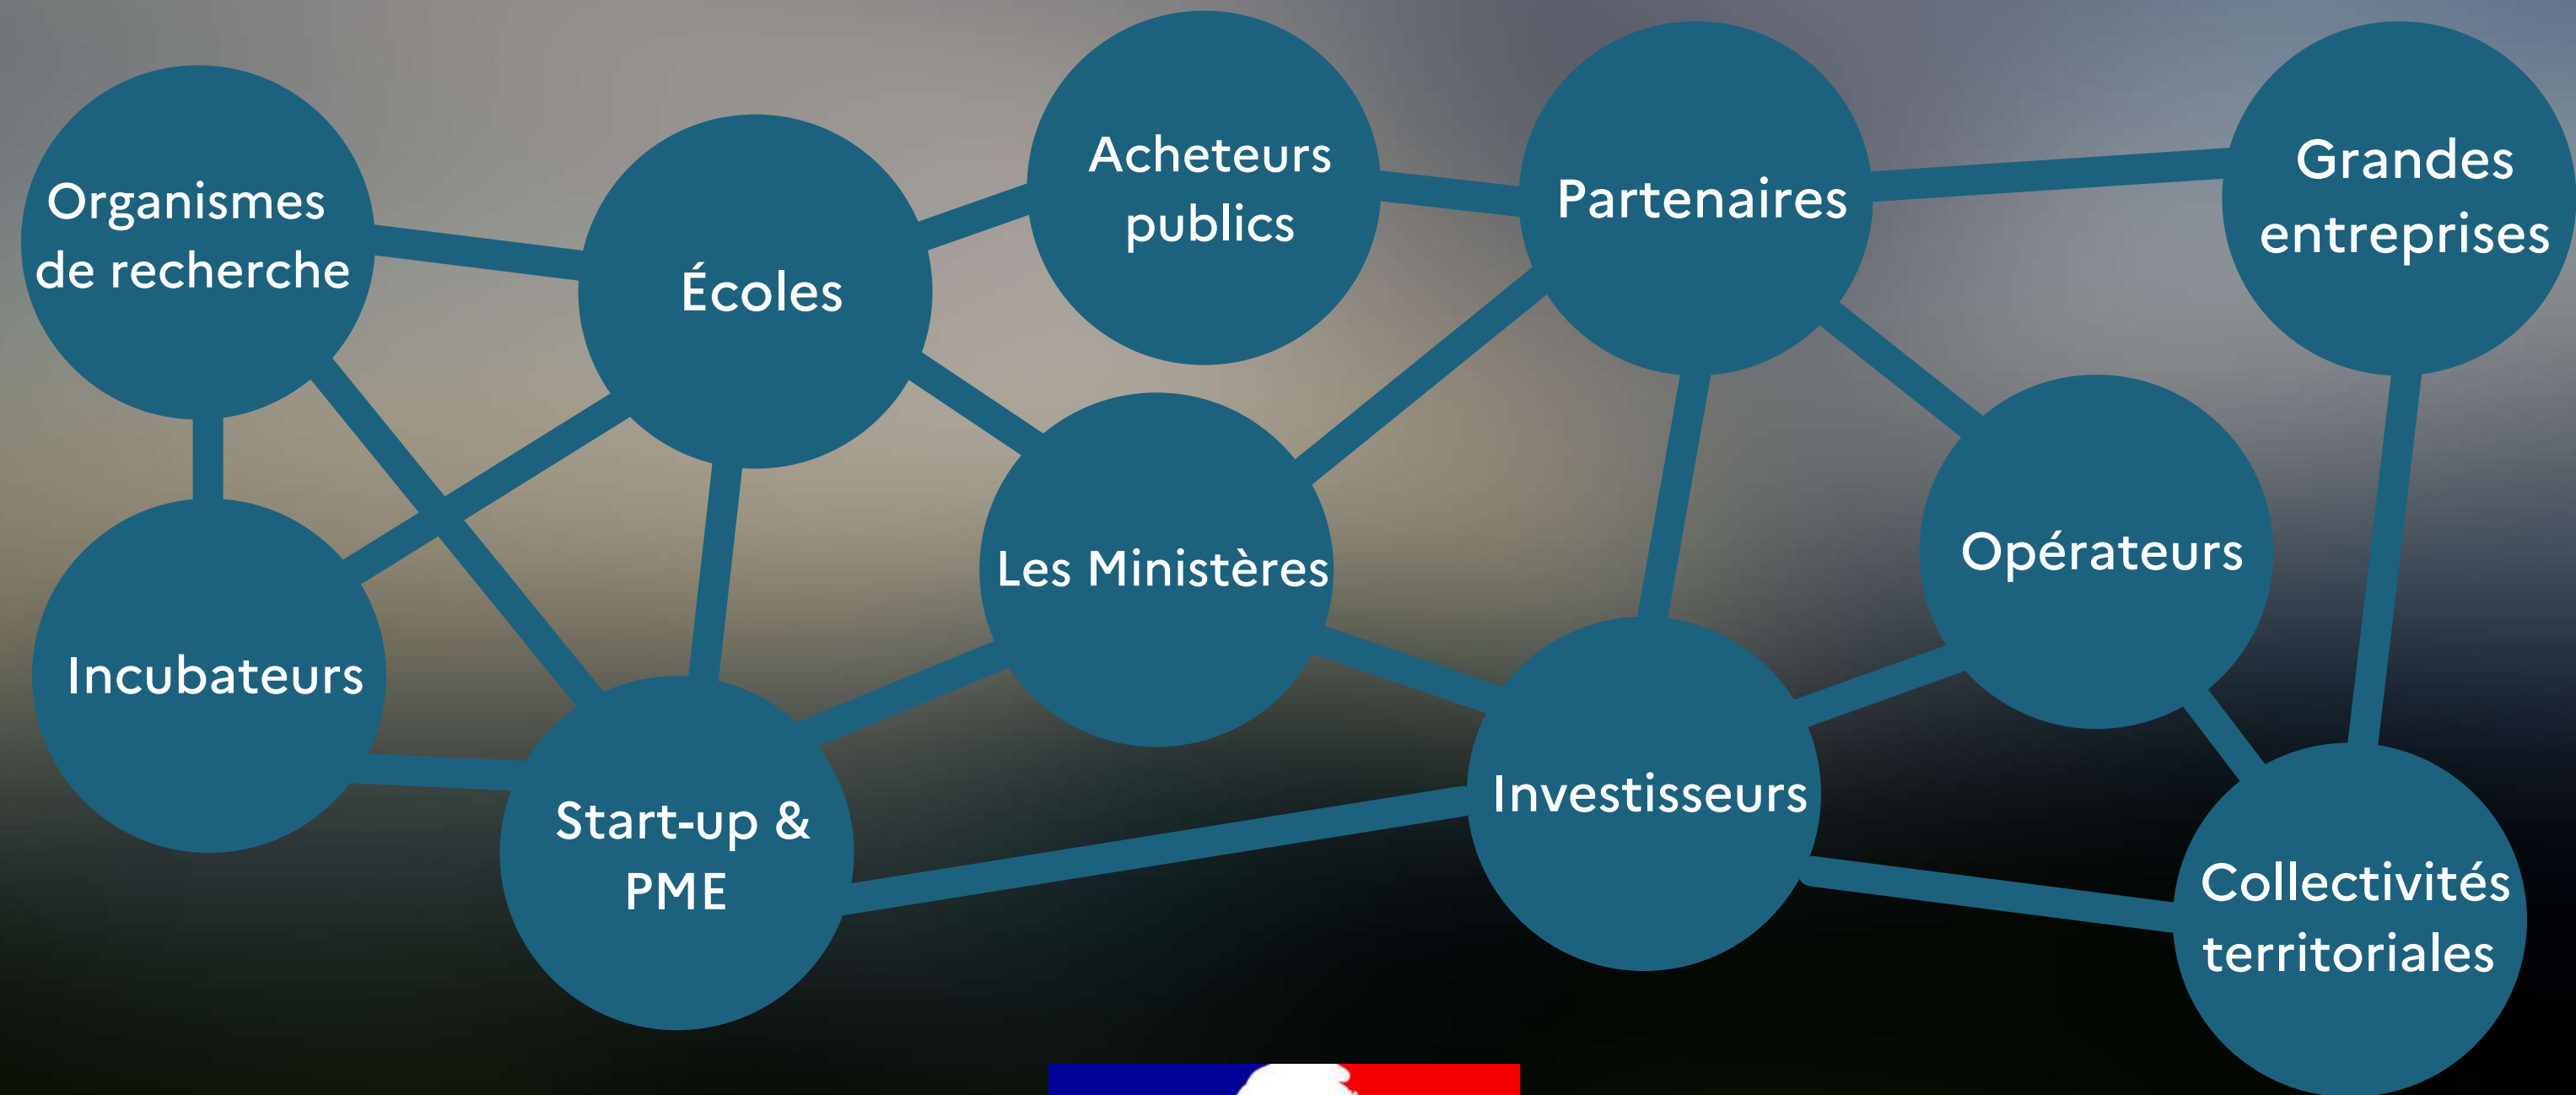 Organismes
de recherche
Écoles
Acheteurs
publics
Partenaires
Grandes
entreprises
Incubateurs
Start-up &
PME
Les Ministères
Investisseurs
Opérateurs
Collectivités
territoriales